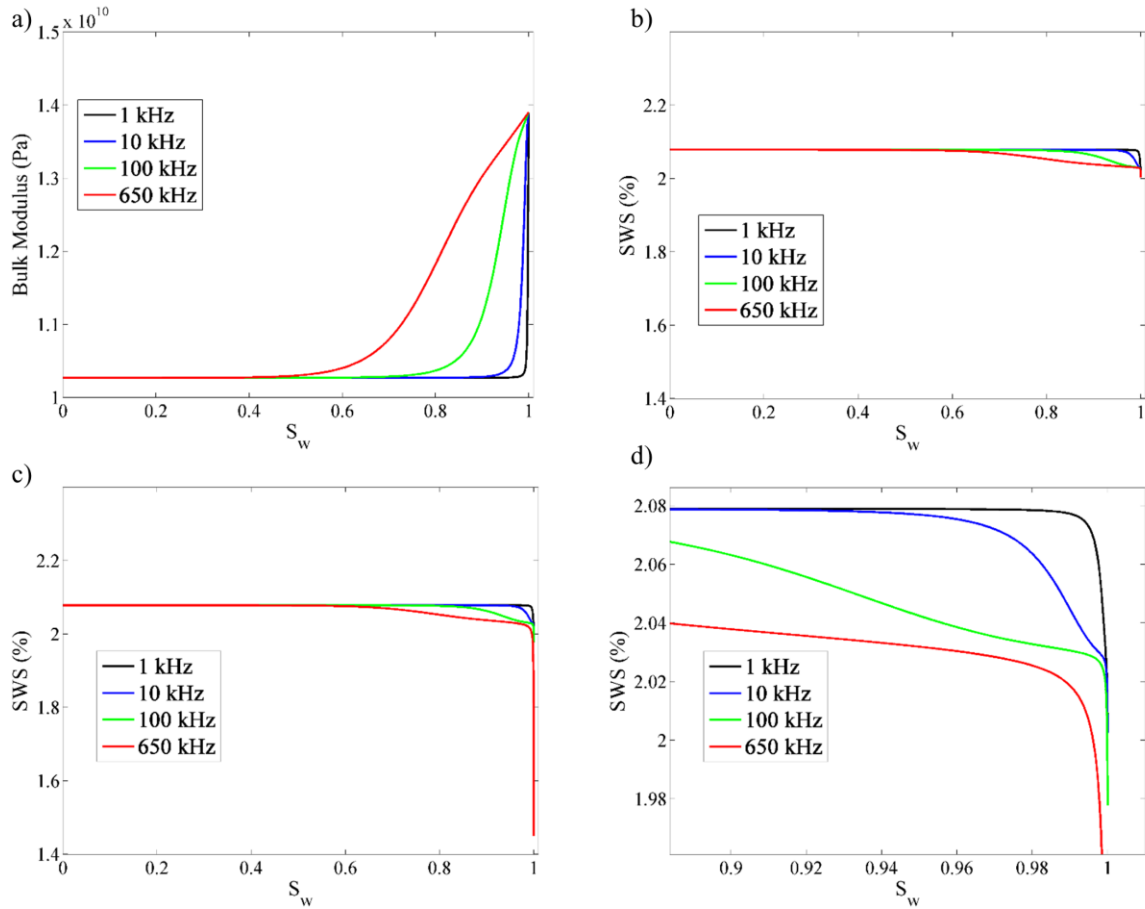 a)
1.5 x 10^10
1.4
1.3
1.2
1.1
1
Bulk Modulus (Pa)
1 kHz
10 kHz
100 kHz
650 kHz
0 0.2 0.4 0.6 0.8 1
S_w
b)
2.2
2
1.8
1.6
1.4
SWS (%)
1 kHz
10 kHz
100 kHz
650 kHz
0 0.2 0.4 0.6 0.8 1
S_w
c)
2.2
2
1.8
1.6
1.4
SWS (%)
1 kHz
10 kHz
100 kHz
650 kHz
0 0.2 0.4 0.6 0.8 1
S_w
d)
2.08
2.06
2.04
2.02
2
1.98
SWS (%)
1 kHz
10 kHz
100 kHz
650 kHz
0.9 0.92 0.94 0.96 0.98 1
S_w